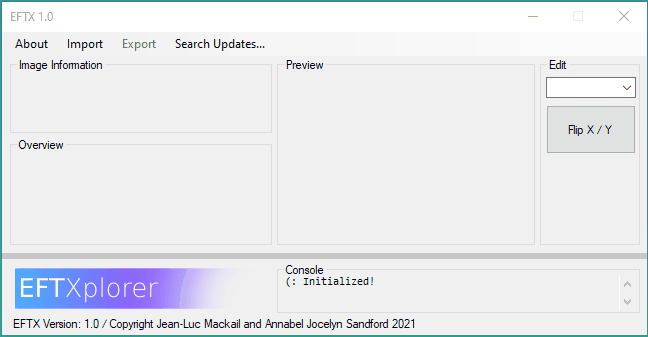 EFTX 1.0
About Import Export Search Updates...
Image Information
Preview
Edit
Flip X / Y
Overview
EFTXplorer
Console
(: Initialized!
EFTX Version: 1.0 / Copyright Jean-Luc Mackail and Annabel Jocelyn Sandford 2021